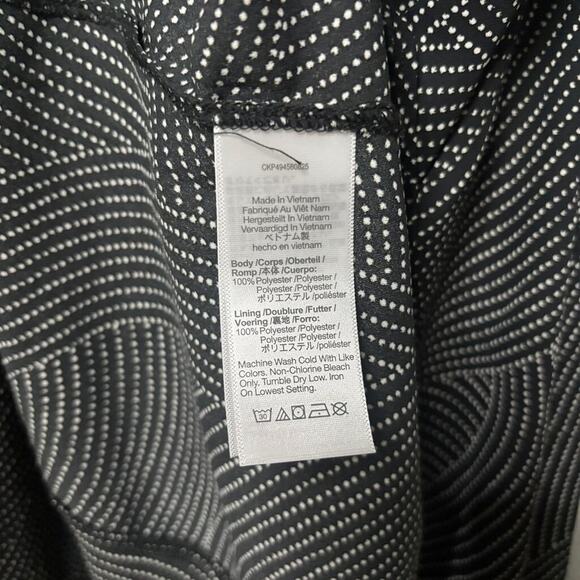 CKP494580825
Made In Vietnam
Fabriqué Au Viêt Nam
Hergestellt In Vietnam
Vervaardigd In Vietnam
ベトナム製
hecho en vietnam
Body /Corps /Oberteil /
Romp /本体 /Cuerpo:
100% Polyester /Polyester /
Polyester /Polyester /
ポリエステル /poliéster
Lining /Doublure /Futter /
Voering /裏地 /Forro:
100% Polyester /Polyester /
Polyester /Polyester /
ポリエステル /poliéster
Machine Wash Cold With Like
Colors. Non-Chlorine Bleach
Only. Tumble Dry Low. Iron
On Lowest Setting.
30